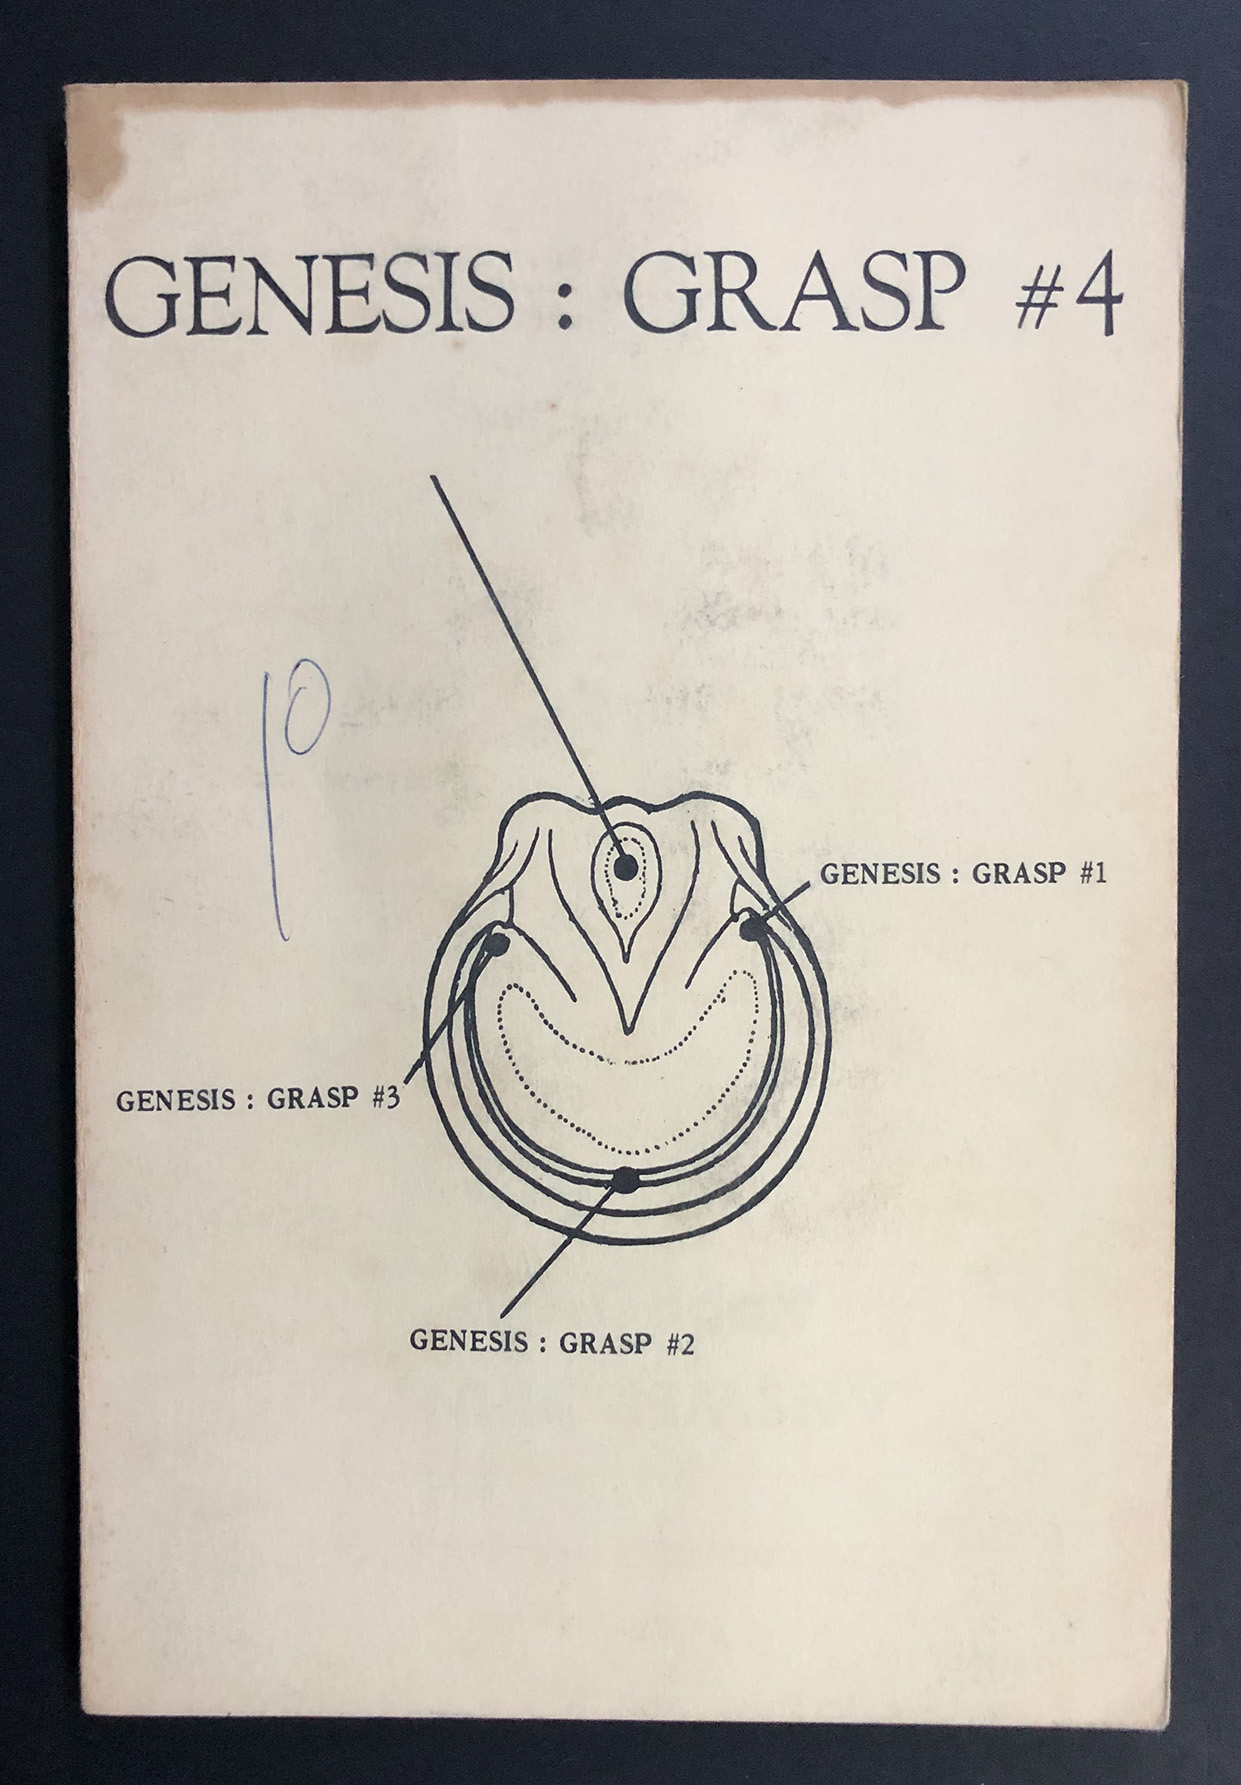 GENESIS : GRASP #4
10
GENESIS : GRASP #1
GENESIS : GRASP #3
GENESIS : GRASP #2